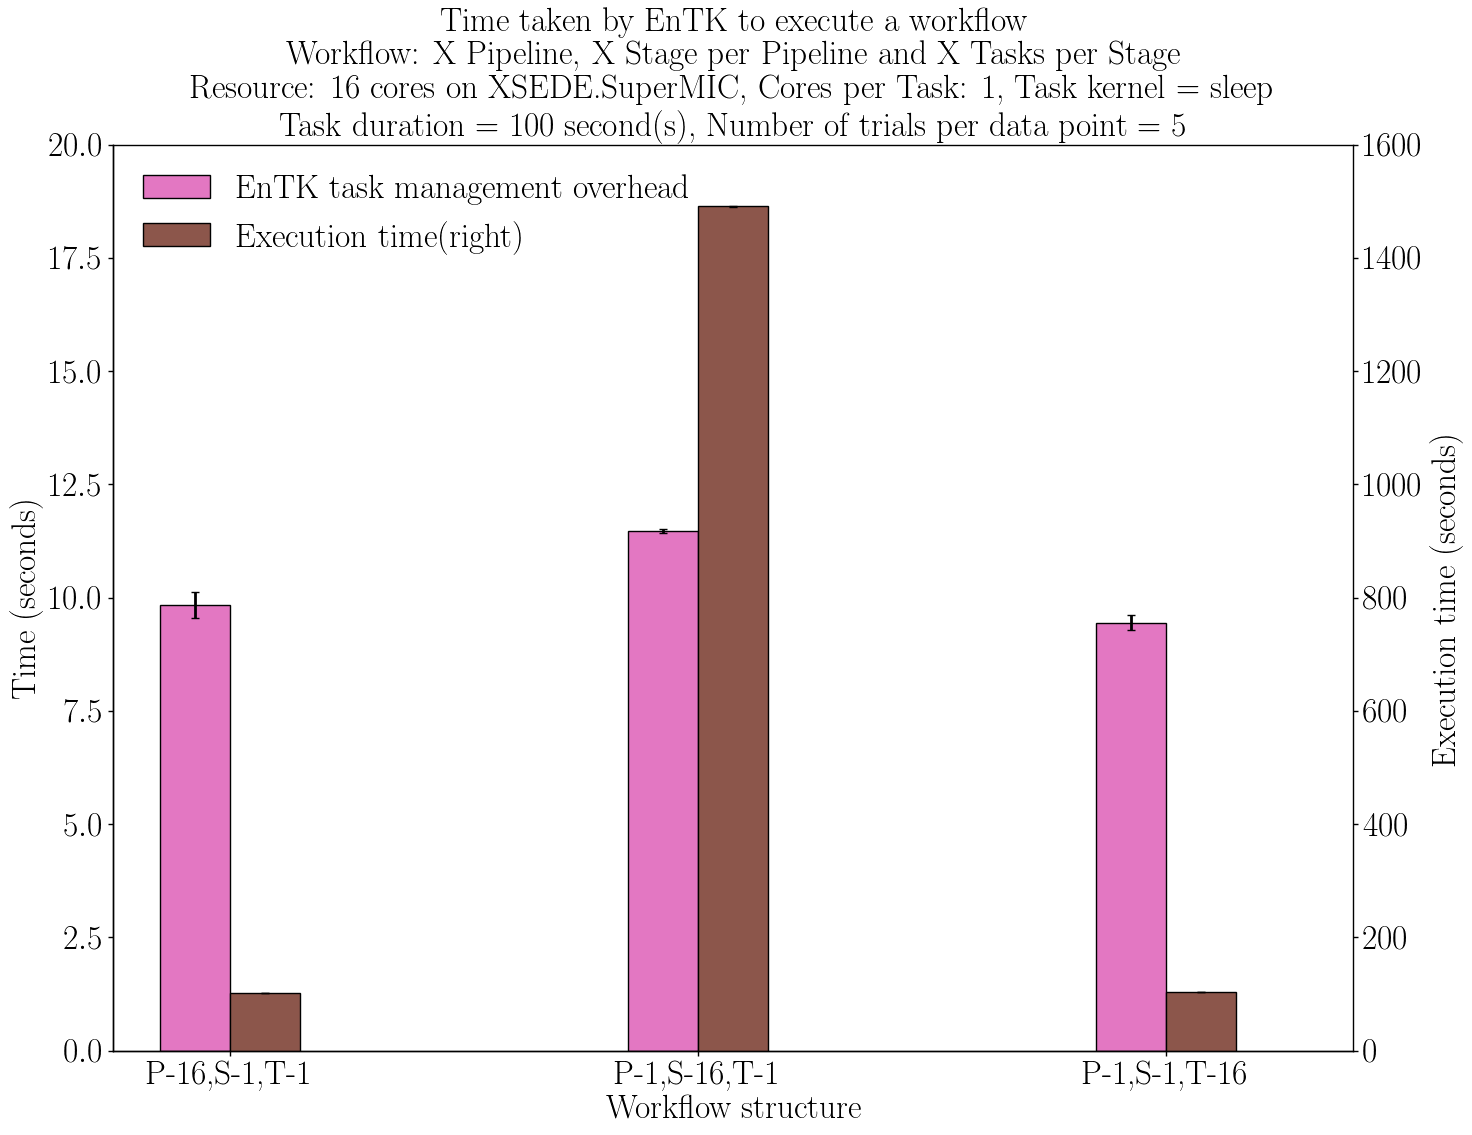 Time taken by EnTK to execute a workflow
Workflow: X Pipeline, X Stage per Pipeline and X Tasks per Stage
Resource: 16 cores on XSEDE.SuperMIC, Cores per Task: 1, Task kernel = sleep
Task duration = 100 second(s), Number of trials per data point = 5
EnTK task management overhead
Execution time(right)
Time (seconds)
20.0
17.5
15.0
12.5
10.0
7.5
5.0
2.5
0.0
1600
1400
1200
1000
800
600
400
200
0
Execution time (seconds)
P-16,S-1,T-1
P-1,S-16,T-1
P-1,S-1,T-16
Workflow structure